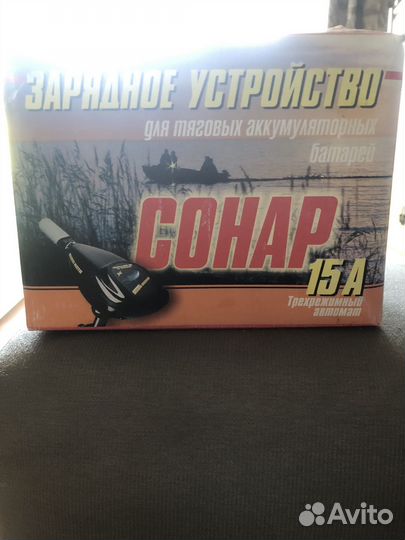 ЗАРЯДНОЕ УСТРОЙСТВО
для тяговых аккумуляторных
батарей
СОНАР
15 А
Трехрежимный
автомат
Avito